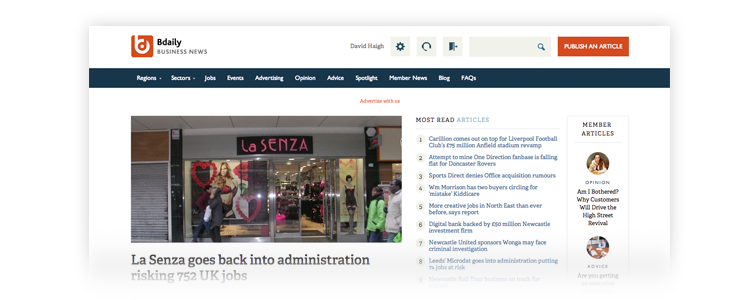 Bdaily
BUSINESS NEWS
David Haigh
PUBLISH AN ARTICLE
Regions
Sectors
Jobs
Events
Advertising
Opinion
Advice
Spotlight
Member News
Blog
FAQs
Advertise with us
La SENZA
La Senza goes back into administration
risking 752 UK jobs
MOST READ ARTICLES
1 Carillion comes out on top for Liverpool Football
Club's £75 million Anfield stadium revamp
2 Attempt to mine One Direction fanbase is falling
flat for Doncaster Rovers
3 Sports Direct denies Office acquisition rumours
4 Wm Morrison has two buyers circling for
'mistake' Kiddicare
5 More creative jobs in North East than ever
before, says report
6 Digital bank backed by £50 million Newcastle
investment firm
7 Newcastle United sponsors Wonga may face
criminal investigation
8 Leeds' Microdat goes into administration putting
71 jobs at risk
MEMBER
ARTICLES
OPINION
Am I Bothered?
Why Customers
Will Drive the
High Street
Revival
ADVICE
Are you getting